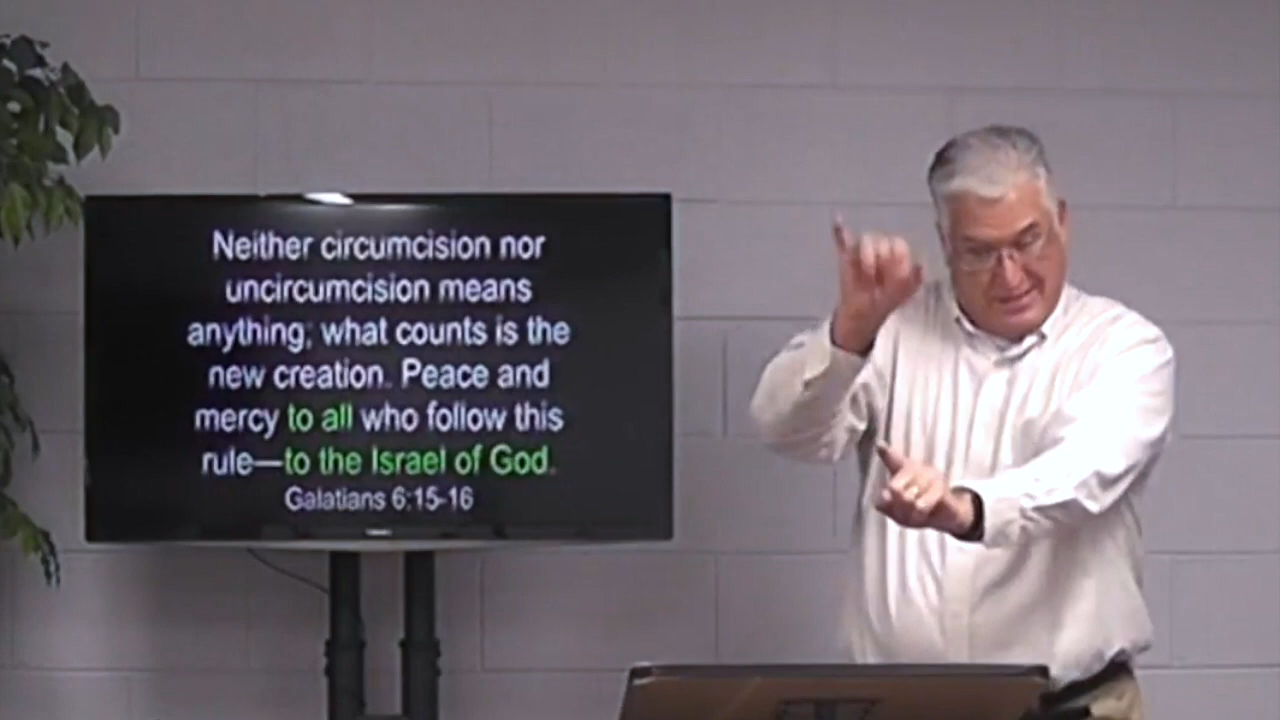 Neither circumcision nor
uncircumcision means
anything; what counts is the
new creation. Peace and
mercy to all who follow this
rule—to the Israel of God.
Galatians 6:15-16